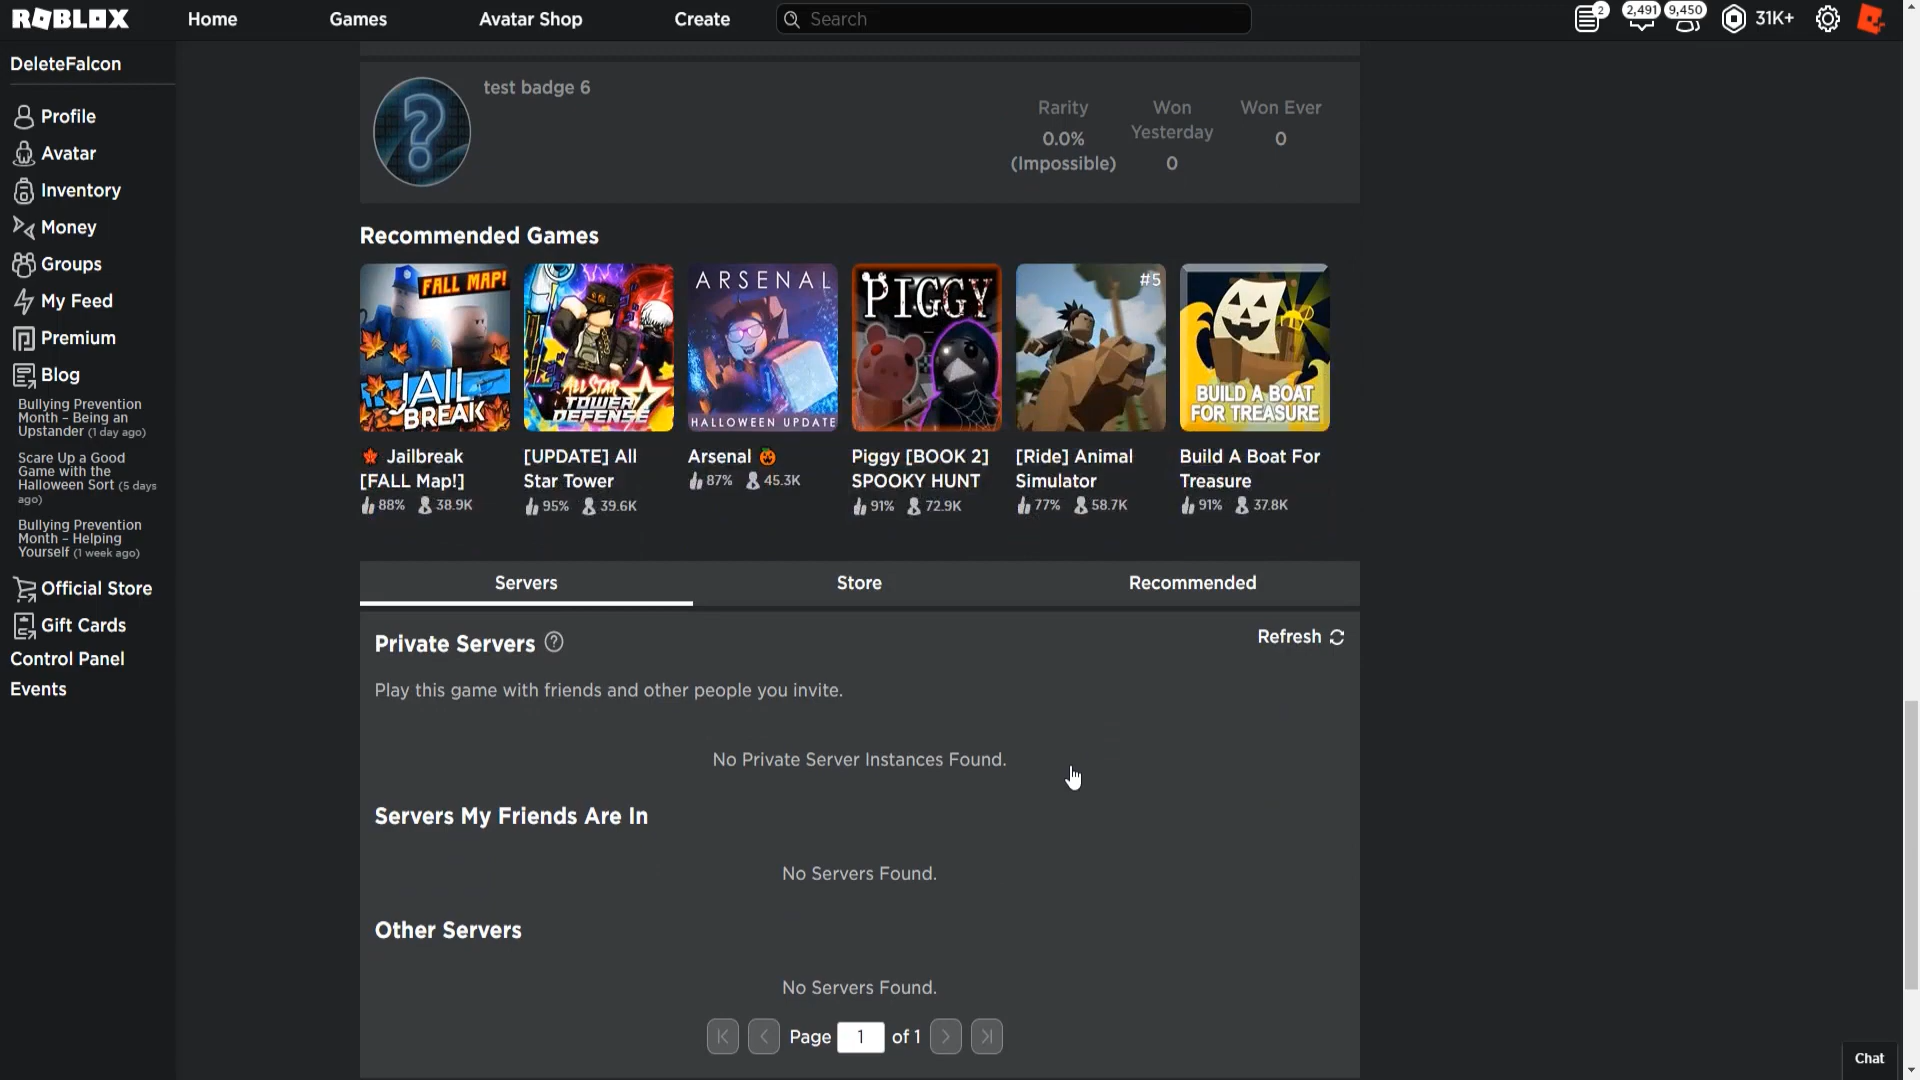 ROBLOX
Home
Games
Avatar Shop
Create
Search
2
2,491
9,450
31K+
DeleteFalcon
Profile
Avatar
Inventory
Money
Groups
My Feed
Premium
Blog
Bullying Prevention
Month – Being an
Upstander (1 day ago)
Scare Up a Good
Game with the
Halloween Sort (5 days
ago)
Bullying Prevention
Month – Helping
Yourself (1 week ago)
Official Store
Gift Cards
Control Panel
Events
?
test badge 6
Rarity
0.0%
(Impossible)
Won
Yesterday
0
Won Ever
0
Recommended Games
FALL MAP!
JAIL
BREAK
ALL STAR
TOWER
DEFENSE
ARSENAL
HALLOWEEN UPDATE
PIGGY
#5
BUILD A BOAT
FOR TREASURE
Jailbreak
[FALL Map!]
88% 38.9K
[UPDATE] All
Star Tower
95% 39.6K
Arsenal
87% 45.3K
Piggy [BOOK 2]
SPOOKY HUNT
91% 72.9K
[Ride] Animal
Simulator
77% 58.7K
Build A Boat For
Treasure
91% 37.8K
Servers
Store
Recommended
Private Servers ?
Refresh
Play this game with friends and other people you invite.
No Private Server Instances Found.
Servers My Friends Are In
No Servers Found.
Other Servers
No Servers Found.
Page 1 of 1
Chat